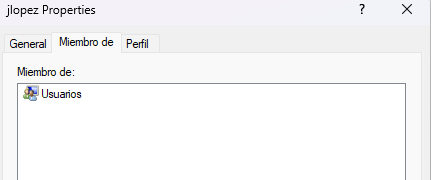 jlopez Properties
General Miembro de Perfil
Miembro de:
Usuarios